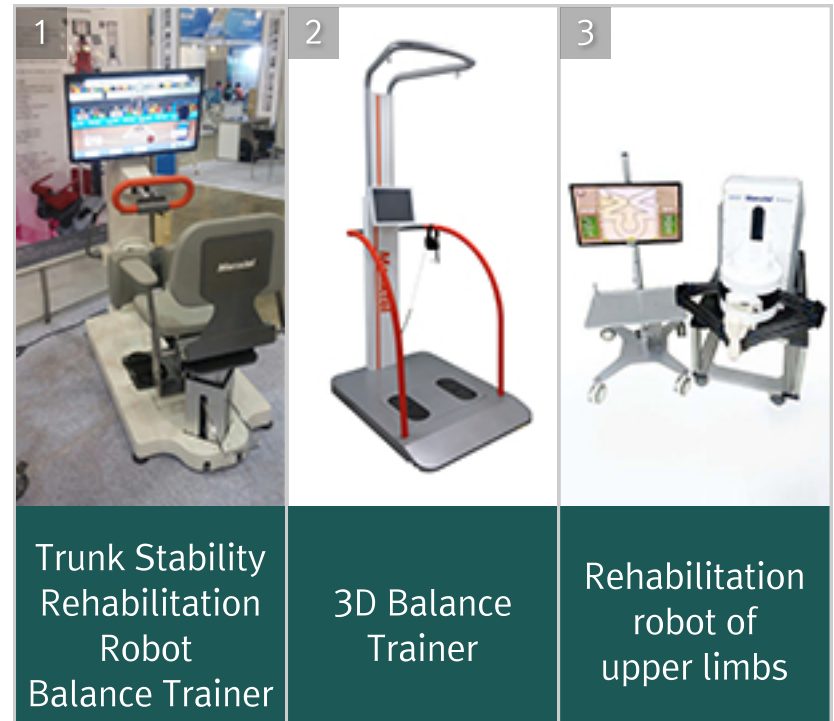 1
2
3
Trunk Stability
Rehabilitation
Robot
Balance Trainer
3D Balance
Trainer
Rehabilitation
robot of
upper limbs